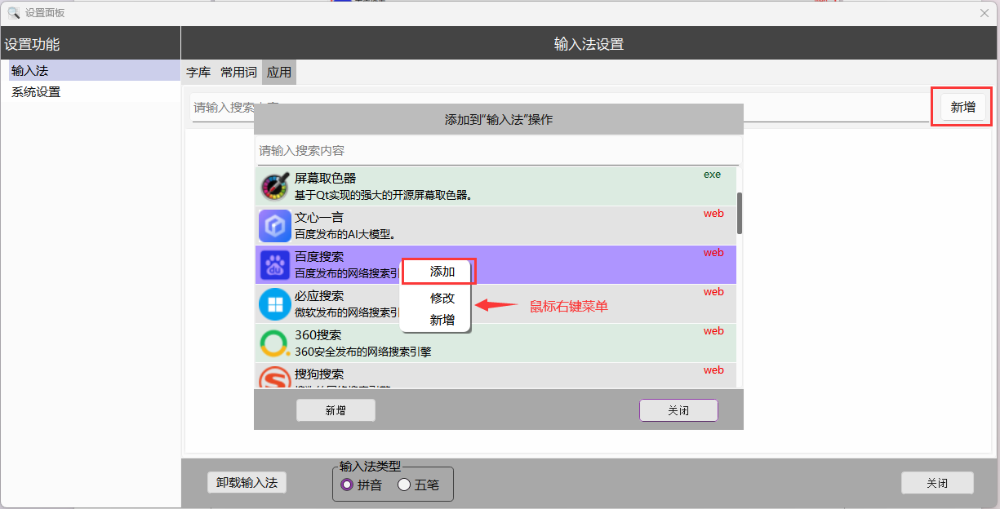 设置面板
设置功能
输入法设置
输入法
系统设置
字库 常用词 应用
请输入搜索
新增
添加到“输入法”操作
请输入搜索内容
屏幕取色器
exe
基于Qt实现的强大的开源屏幕取色器。
文心一言
web
百度发布的AI大模型。
百度搜索
web
百度发布的网络搜索引
添加
必应搜索
web
微软发布的网络搜索引
修改
新增
鼠标右键菜单
360搜索
web
360安全发布的网络搜索引擎
搜狗搜索
web
新增
关闭
卸载输入法
输入法类型
拼音 五笔
关闭